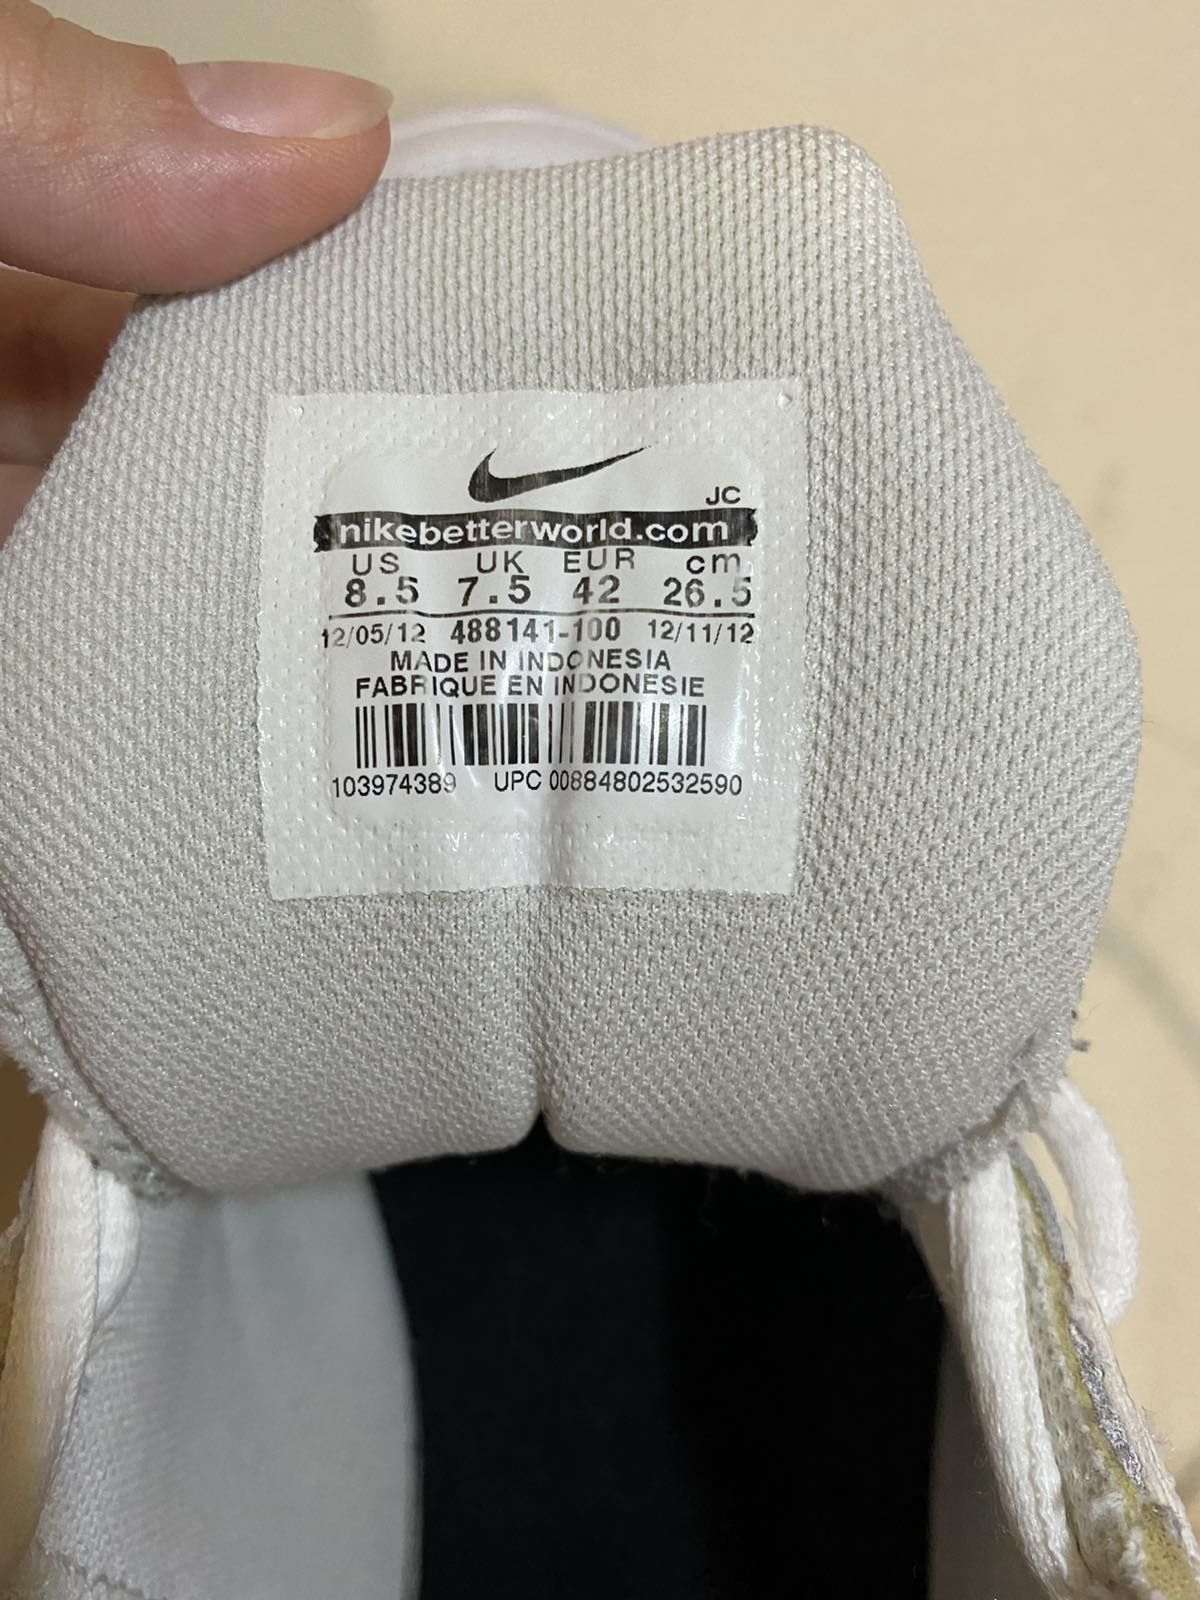 JC
nikebetterworld.com
US UK EUR cm
8.5 7.5 42 26.5
12/05/12 488141-100 12/11/12
MADE IN INDONESIA
FABRIQUE EN INDONESIE
103974389 UPC 00884802532590